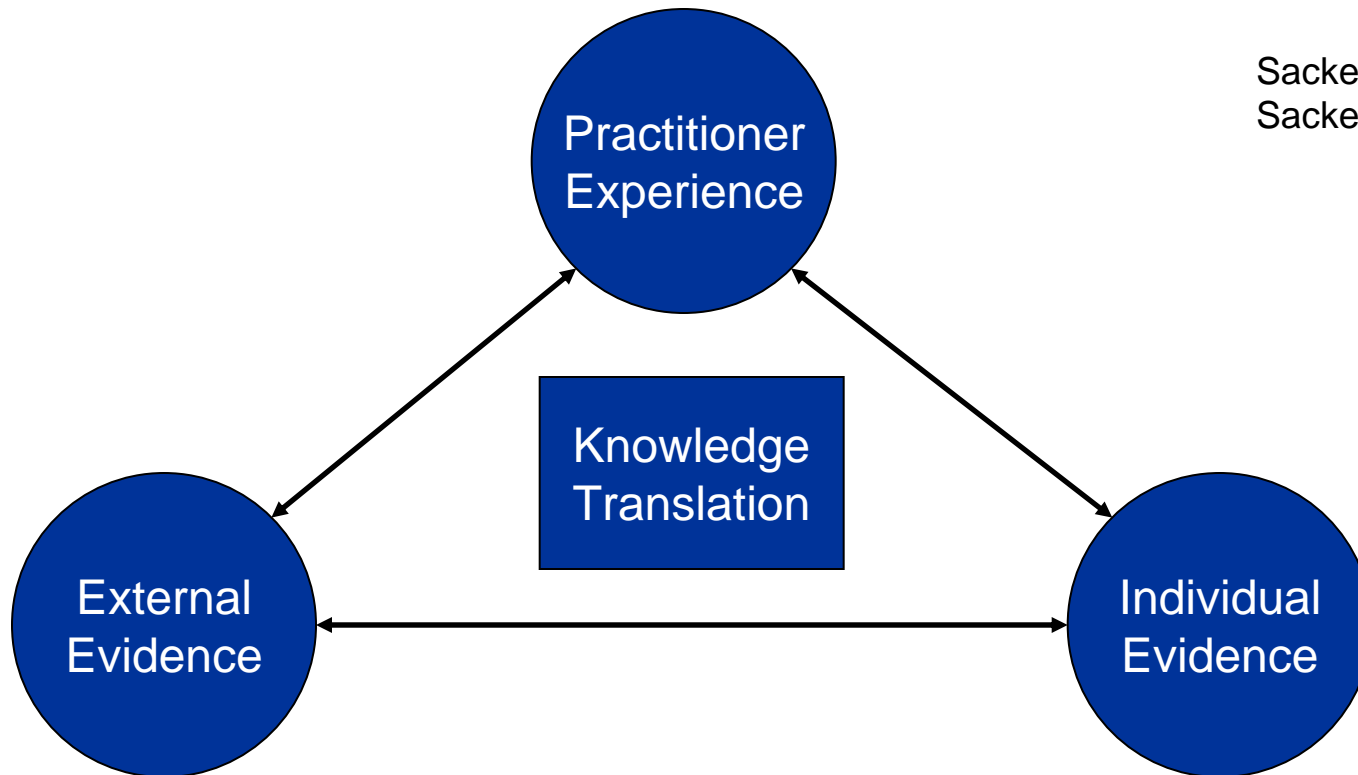 Sacke
Sacke
Practitioner
Experience
Knowledge
Translation
External
Evidence
Individual
Evidence